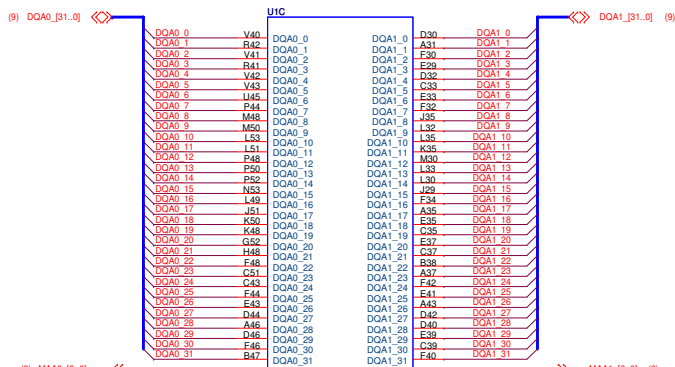 U1C
(9) DQA0_[31..0] DQA1_[31..0] (9)
DQA0_0 V40 DQA0_0 DQA1_0 D30 DQA1_0
DQA0_1 R42 DQA0_1 DQA1_1 A31 DQA1_1
DQA0_2 V41 DQA0_2 DQA1_2 F30 DQA1_2
DQA0_3 R41 DQA0_3 DQA1_3 E29 DQA1_3
DQA0_4 V42 DQA0_4 DQA1_4 D32 DQA1_4
DQA0_5 V43 DQA0_5 DQA1_5 C33 DQA1_5
DQA0_6 U45 DQA0_6 DQA1_6 E33 DQA1_6
DQA0_7 P44 DQA0_7 DQA1_7 F32 DQA1_7
DQA0_8 M48 DQA0_8 DQA1_8 J35 DQA1_8
DQA0_9 M50 DQA0_9 DQA1_9 L32 DQA1_9
DQA0_10 L53 DQA0_10 DQA1_10 L35 DQA1_10
DQA0_11 L51 DQA0_11 DQA1_11 K35 DQA1_11
DQA0_12 P48 DQA0_12 DQA1_12 M30 DQA1_12
DQA0_13 P50 DQA0_13 DQA1_13 L33 DQA1_13
DQA0_14 P52 DQA0_14 DQA1_14 L30 DQA1_14
DQA0_15 N53 DQA0_15 DQA1_15 J29 DQA1_15
DQA0_16 L49 DQA0_16 DQA1_16 F34 DQA1_16
DQA0_17 J51 DQA0_17 DQA1_17 A35 DQA1_17
DQA0_18 K50 DQA0_18 DQA1_18 E35 DQA1_18
DQA0_19 K48 DQA0_19 DQA1_19 C35 DQA1_19
DQA0_20 G52 DQA0_20 DQA1_20 E37 DQA1_20
DQA0_21 H48 DQA0_21 DQA1_21 C37 DQA1_21
DQA0_22 F48 DQA0_22 DQA1_22 B38 DQA1_22
DQA0_23 C51 DQA0_23 DQA1_23 A37 DQA1_23
DQA0_24 C43 DQA0_24 DQA1_24 F42 DQA1_24
DQA0_25 F44 DQA0_25 DQA1_25 E41 DQA1_25
DQA0_26 E43 DQA0_26 DQA1_26 A43 DQA1_26
DQA0_27 D44 DQA0_27 DQA1_27 D42 DQA1_27
DQA0_28 A46 DQA0_28 DQA1_28 D40 DQA1_28
DQA0_29 D46 DQA0_29 DQA1_29 E39 DQA1_29
DQA0_30 F46 DQA0_30 DQA1_30 C39 DQA1_30
DQA0_31 B47 DQA0_31 DQA1_31 F40 DQA1_31